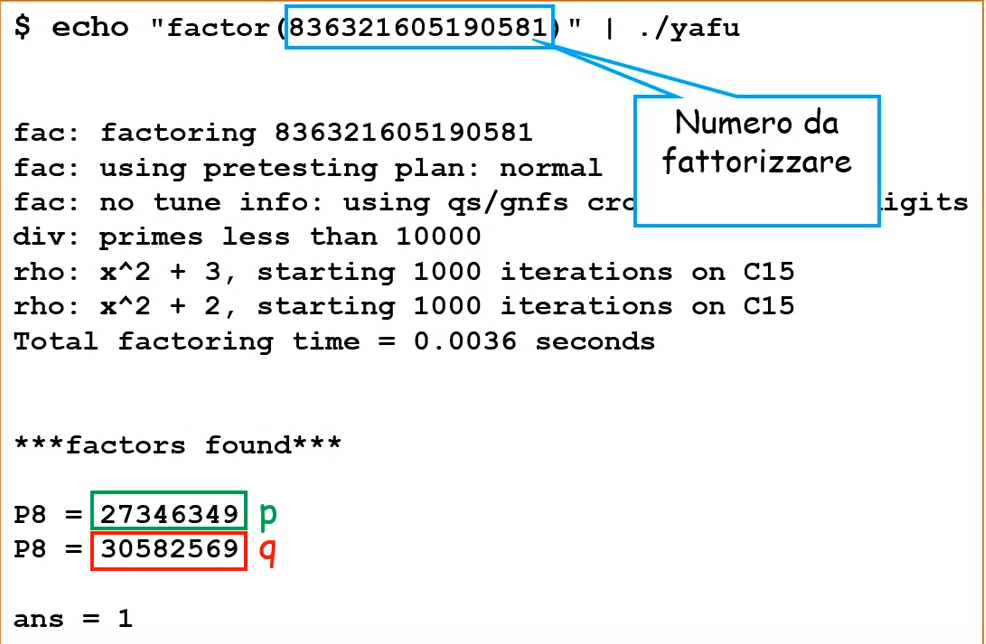 $ echo "factor(836321605190581)" | ./yafu
Numero da
fattorizzare
fac: factoring 836321605190581
fac: using pretesting plan: normal
fac: no tune info: using qs/gnfs
div: primes less than 10000
rho: x^2 + 3, starting 1000 iterations on C15
rho: x^2 + 2, starting 1000 iterations on C15
Total factoring time = 0.0036 seconds
***factors found***
P8 = 27346349 p
P8 = 30582569 q
ans = 1